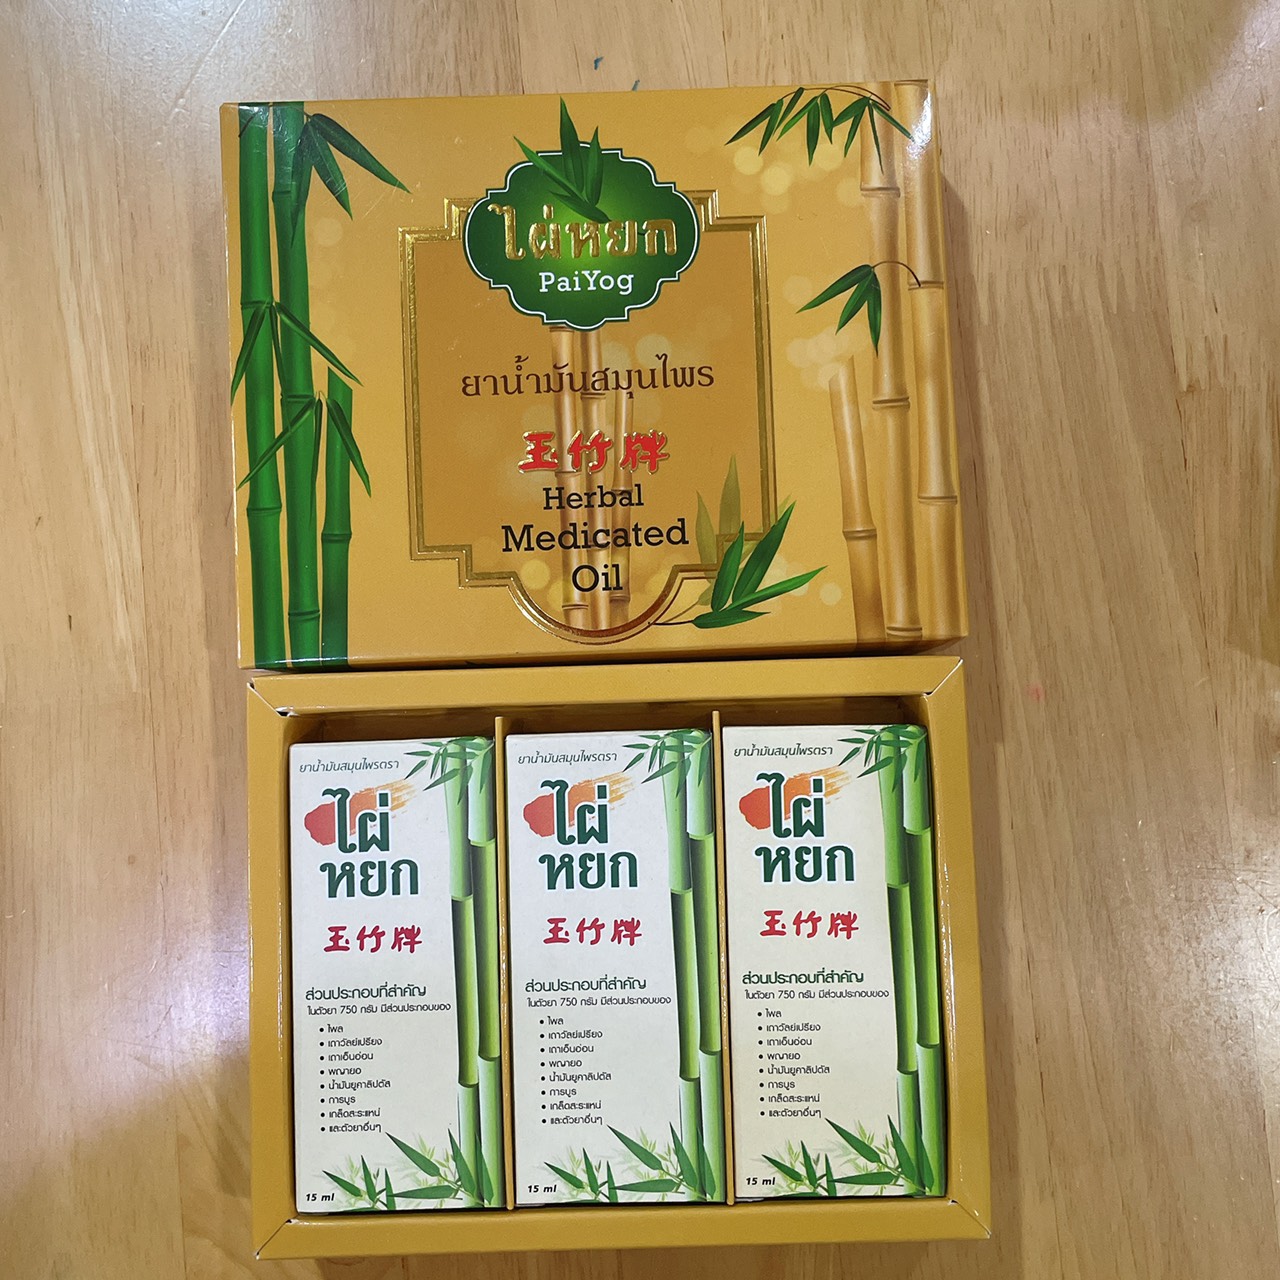 ไผ่หยก
PaiYog
ยาน้ำมันสมุนไพร
玉竹牌
Herbal
Medicated
Oil
ยาน้ำมันสมุนไพรตรา
ไผ่
หยก
玉竹牌
ส่วนประกอบที่สำคัญ
ในตัวยา 750 กรัม มีส่วนประกอบของ
• ไพล
• เถาวัลย์เปรียง
• เถาเอ็นอ่อน
• พญายอ
• น้ำมันยูคาลิปตัส
• การบูร
• เกล็ดสะระแหน่
• และตัวยาอื่นๆ
15 ml
ยาน้ำมันสมุนไพรตรา
ไผ่
หยก
玉竹牌
ส่วนประกอบที่สำคัญ
ในตัวยา 750 กรัม มีส่วนประกอบของ
• ไพล
• เถาวัลย์เปรียง
• เถาเอ็นอ่อน
• พญายอ
• น้ำมันยูคาลิปตัส
• การบูร
• เกล็ดสะระแหน่
• และตัวยาอื่นๆ
15 ml
ยาน้ำมันสมุนไพรตรา
ไผ่
หยก
玉竹牌
ส่วนประกอบที่สำคัญ
ในตัวยา 750 กรัม มีส่วนประกอบของ
• ไพล
• เถาวัลย์เปรียง
• เถาเอ็นอ่อน
• พญายอ
• น้ำมันยูคาลิปตัส
• การบูร
• เกล็ดสะระแหน่
• และตัวยาอื่นๆ
15 ml